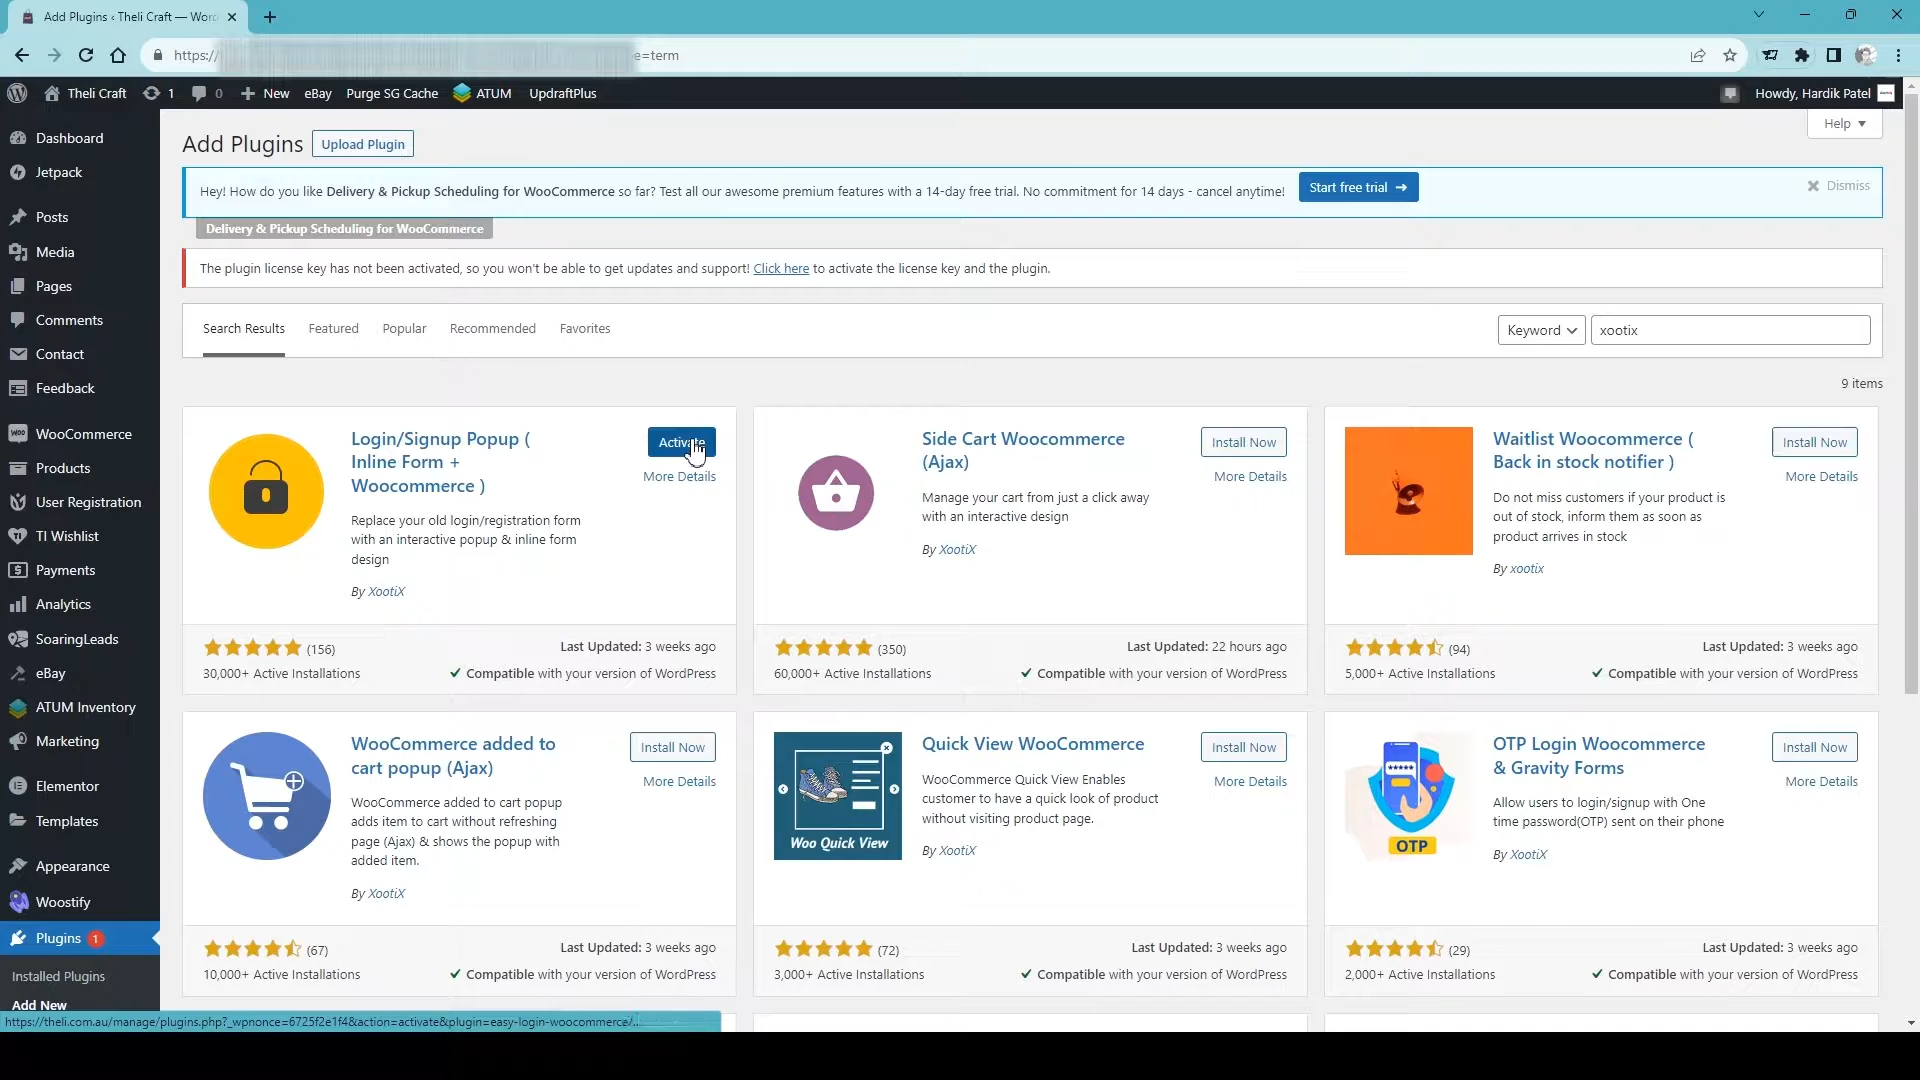 Add Plugins ‹ Theli Craft — Wor
https://
e=term
Theli Craft
1
0
New
eBay
Purge SG Cache
ATUM
UpdraftPlus
Howdy, Hardik Patel
Dashboard
Jetpack
Posts
Media
Pages
Comments
Contact
Feedback
WooCommerce
Products
User Registration
TI Wishlist
Payments
Analytics
SoaringLeads
eBay
ATUM Inventory
Marketing
Elementor
Templates
Appearance
Woostify
Plugins 1
Installed Plugins
Add New
Help
Add Plugins
Upload Plugin
Hey! How do you like Delivery & Pickup Scheduling for WooCommerce so far? Test all our awesome premium features with a 14-day free trial. No commitment for 14 days - cancel anytime!
Start free trial →
Dismiss
Delivery & Pickup Scheduling for WooCommerce
The plugin license key has not been activated, so you won't be able to get updates and support! Click here to activate the license key and the plugin.
Search Results
Featured
Popular
Recommended
Favorites
Keyword
xootix
9 items
Login/Signup Popup (
Inline Form +
Woocommerce )
Activate
More Details
Replace your old login/registration form
with an interactive popup & inline form
design
By XootiX
(156)
Last Updated: 3 weeks ago
30,000+ Active Installations
Compatible with your version of WordPress
Side Cart Woocommerce
(Ajax)
Install Now
More Details
Manage your cart from just a click away
with an interactive design
By XootiX
(350)
Last Updated: 22 hours ago
60,000+ Active Installations
Compatible with your version of WordPress
Waitlist Woocommerce (
Back in stock notifier )
Install Now
More Details
Do not miss customers if your product is
out of stock, inform them as soon as
product arrives in stock
By xootix
(94)
Last Updated: 3 weeks ago
5,000+ Active Installations
Compatible with your version of WordPress
WooCommerce added to
cart popup (Ajax)
Install Now
More Details
WooCommerce added to cart popup
adds item to cart without refreshing
page (Ajax) & shows the popup with
added item.
By XootiX
(67)
Last Updated: 3 weeks ago
10,000+ Active Installations
Compatible with your version of WordPress
Woo Quick View
Quick View WooCommerce
Install Now
More Details
WooCommerce Quick View Enables
customer to have a quick look of product
without visiting product page.
By XootiX
(72)
Last Updated: 3 weeks ago
3,000+ Active Installations
Compatible with your version of WordPress
OTP
OTP Login Woocommerce
& Gravity Forms
Install Now
More Details
Allow users to login/signup with One
time password(OTP) sent on their phone
By XootiX
(29)
Last Updated: 3 weeks ago
2,000+ Active Installations
Compatible with your version of WordPress
https://theli.com.au/manage/plugins.php?_wpnonce=6725f2e1f4&action=activate&plugin=easy-login-woocommerce/...